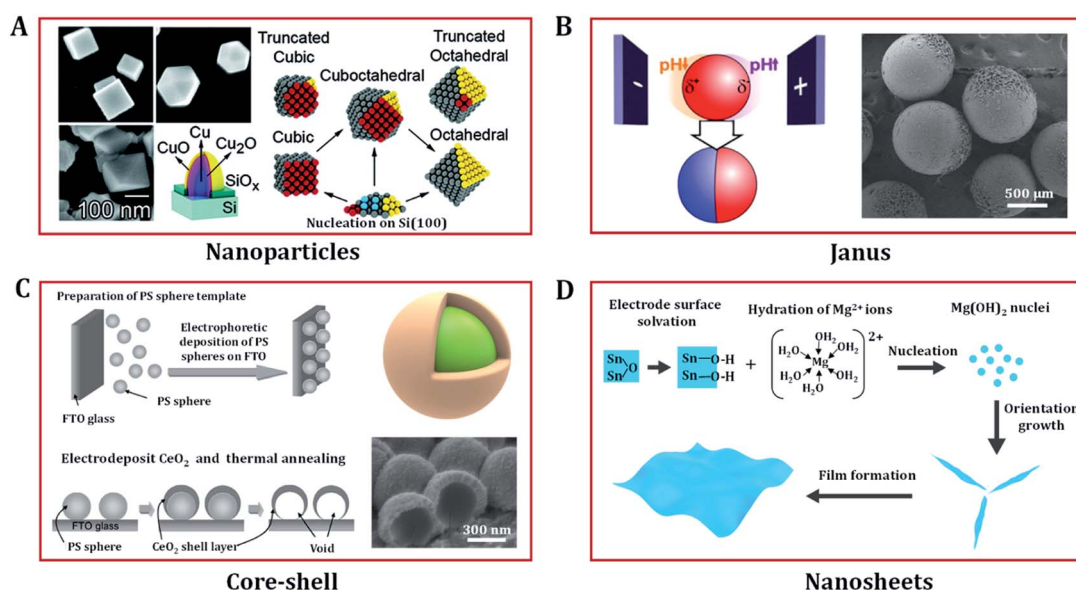 A
Truncated
Cubic
Cuboctahedral
Truncated
Octahedral
Cubic
Octahedral
Cu
CuO
Cu₂O
SiOₓ
Si
100 nm
Nucleation on Si(100)
Nanoparticles
B
pH↓
pH↑
δ⁺
δ⁻
-
+
500 µm
Janus
C
Preparation of PS sphere template
Electrophoretic
deposition of PS
spheres on FTO
PS sphere
FTO glass
Electrodeposit CeO₂ and thermal annealing
FTO glass
PS sphere
CeO₂ shell layer
Void
300 nm
Core-shell
D
Electrode surface
solvation
Hydration of Mg²⁺ ions
Mg(OH)₂ nuclei
Sn
O
Sn
Sn—O-H
Sn—O-H
+
OH₂
H₂O
OH₂
Mg
H₂O
OH₂
H₂O
2+
Nucleation
Orientation
growth
Film formation
Nanosheets